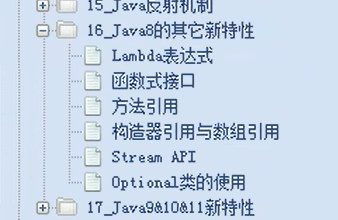 15_Java反射机制
16_Java8的其它新特性
Lambda表达式
函数式接口
方法引用
构造器引用与数组引用
Stream API
Optional类的使用
17_Java9&10&11新特性